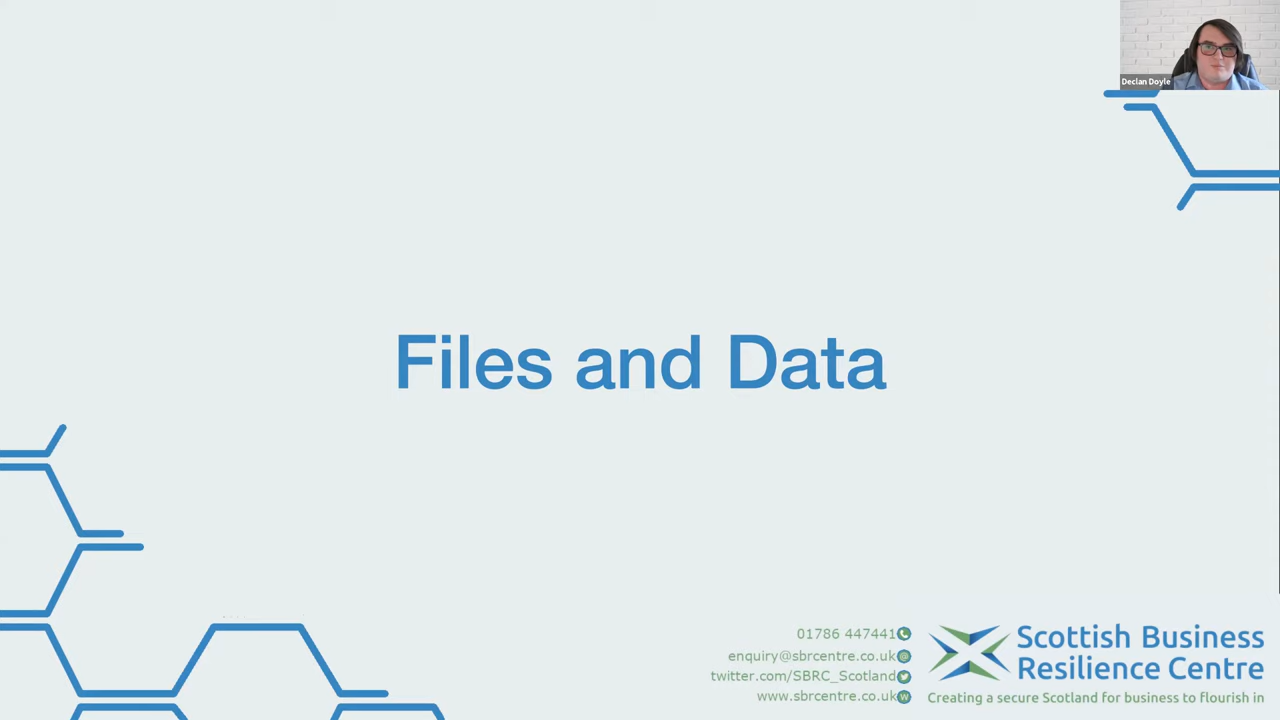 Declan Doyle
Files and Data
01786 447441
enquiry@sbrcentre.co.uk
twitter.com/SBRC_Scotland
www.sbrcentre.co.uk
Scottish Business
Resilience Centre
Creating a secure Scotland for business to flourish in